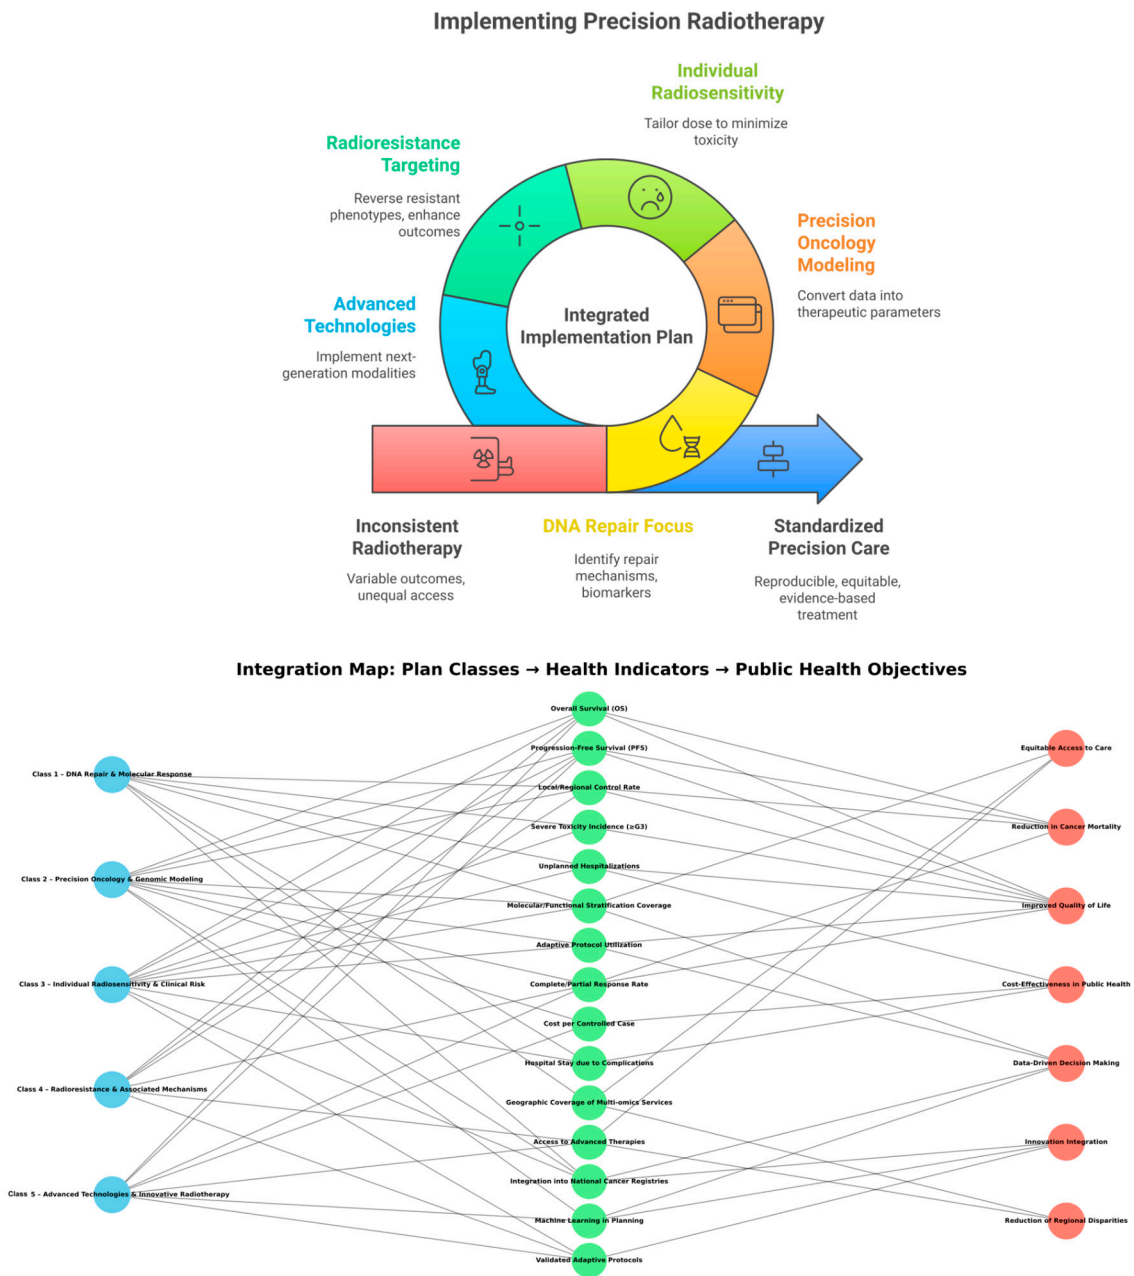 Implementing Precision Radiotherapy
Individual
Radiosensitivity
Tailor dose to minimize
toxicity
Radioresistance
Targeting
Reverse resistant
phenotypes, enhance
outcomes
Precision
Oncology
Modeling
Convert data into
therapeutic parameters
Advanced
Technologies
Implement next-
generation modalities
Integrated
Implementation Plan
Inconsistent
Radiotherapy
Variable outcomes,
unequal access
DNA Repair Focus
Identify repair
mechanisms,
biomarkers
Standardized
Precision Care
Reproducible, equitable,
evidence-based
treatment
Integration Map: Plan Classes → Health Indicators → Public Health Objectives
Class 1 – DNA Repair & Molecular Response
Class 2 – Precision Oncology & Genomic Modeling
Class 3 – Individual Radiosensitivity & Clinical Risk
Class 4 – Radioresistance & Associated Mechanisms
Class 5 – Advanced Technologies & Innovative Radiotherapy
Overall Survival (OS)
Progression-Free Survival (PFS)
Local/Regional Control Rate
Severe Toxicity Incidence (≥G3)
Unplanned Hospitalizations
Molecular/Functional Stratification Coverage
Adaptive Protocol Utilization
Complete/Partial Response Rate
Cost per Controlled Case
Hospital Stay due to Complications
Geographic Coverage of Multi-omics Services
Access to Advanced Therapies
Integration into National Cancer Registries
Machine Learning in Planning
Validated Adaptive Protocols
Equitable Access to Care
Reduction in Cancer Mortality
Improved Quality of Life
Cost-Effectiveness in Public Health
Data-Driven Decision Making
Innovation Integration
Reduction of Regional Disparities